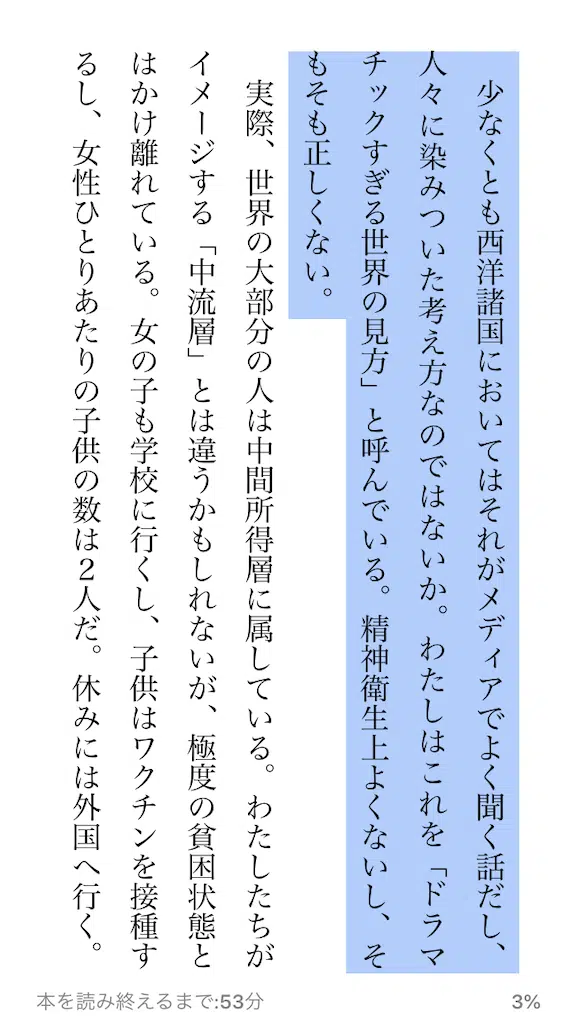 少なくとも西洋諸国においてはそれがメディアでよく聞く話だし、
人々に染みついた考え方なのではないか。わたしはこれを「ドラマ
チックすぎる世界の見方」と呼んでいる。精神衛生上よくないし、そ
もそも正しくない。
実際、世界の大部分の人は中間所得層に属している。わたしたちが
イメージする「中流層」とは違うかもしれないが、極度の貧困状態と
はかけ離れている。女の子も学校に行くし、子供はワクチンを接種す
るし、女性ひとりあたりの子供の数は2人だ。休みには外国へ行く。
本を読み終えるまで:53分
3%